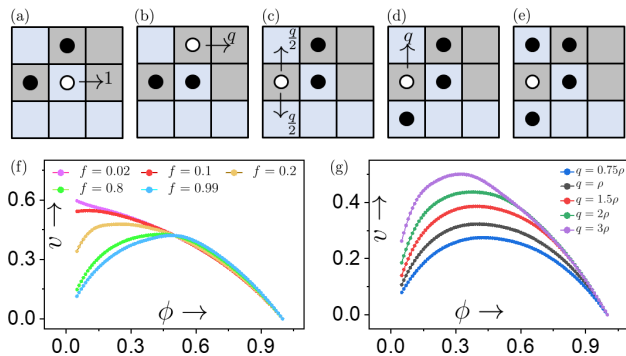 (a) (b) (c) (d) (e)
1
q
q/2
q/2
q
(f) f = 0.02 f = 0.1 f = 0.2
f = 0.8 f = 0.99
0.6
0.3
0.0
v →
0.0 0.3 0.6 0.9
ϕ →
(g) q = 0.75ρ
q = ρ
q = 1.5ρ
q = 2ρ
q = 3ρ
0.4
0.2
0.0
v →
0.0 0.3 0.6 0.9
ϕ →